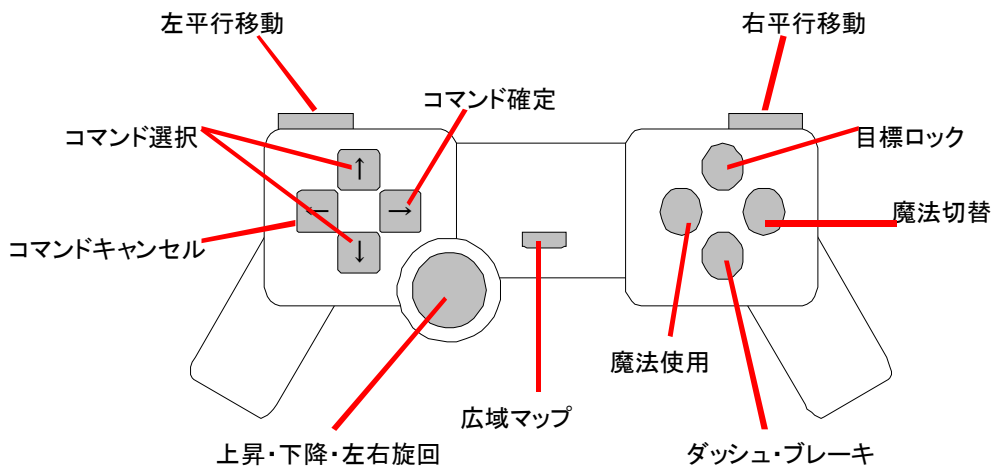 左平行移動
右平行移動
コマンド確定
コマンド選択
目標ロック
↑
← →
魔法切替
コマンドキャンセル
↓
魔法使用
広域マップ
上昇・下降・左右旋回
ダッシュ・ブレーキ